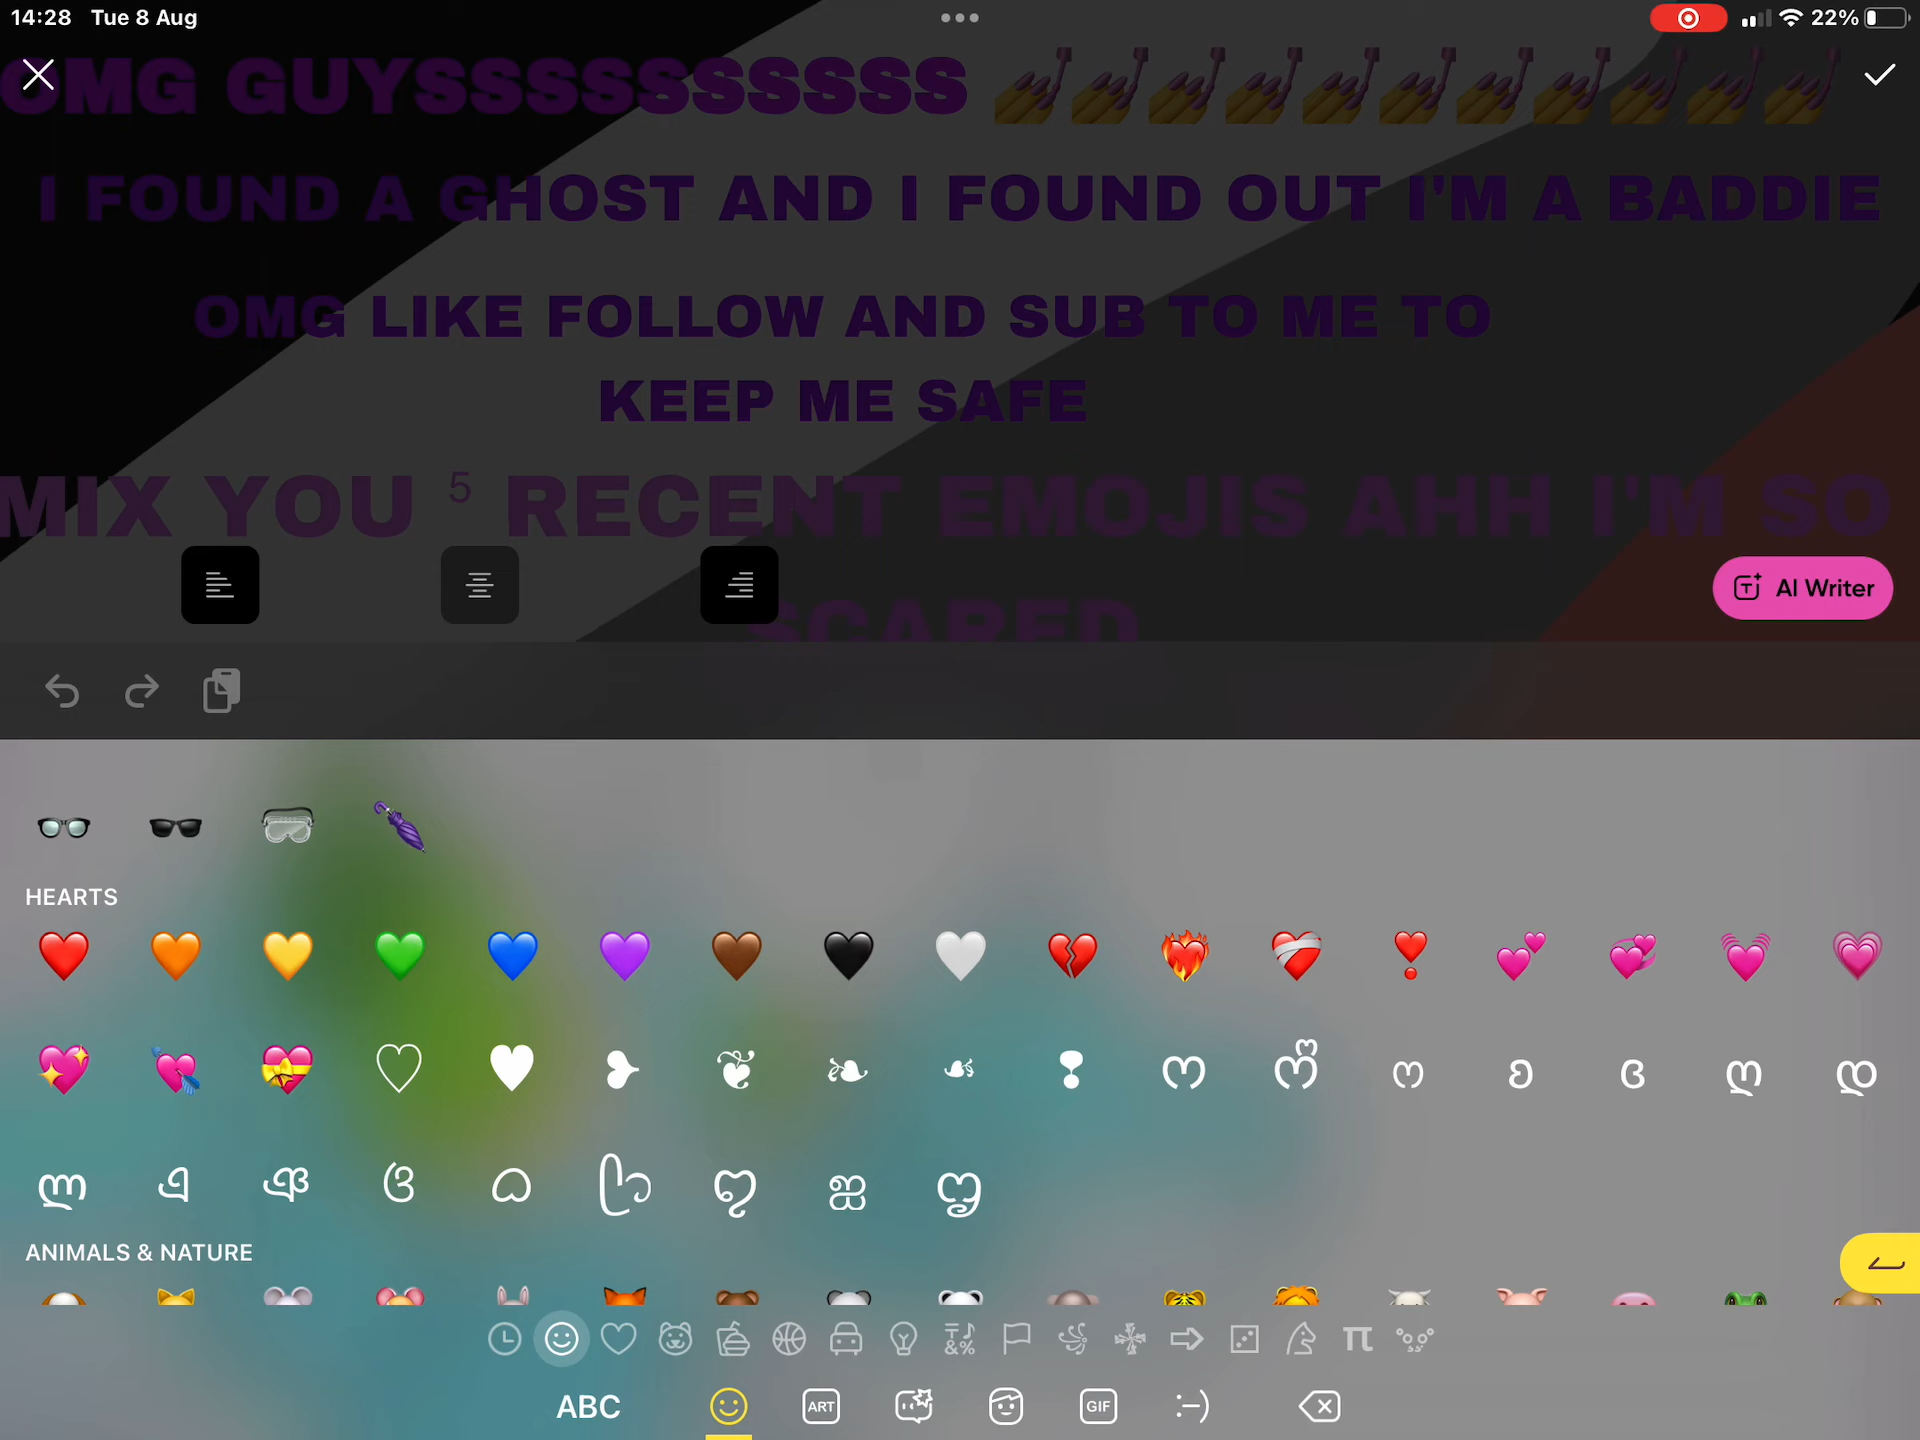 14:28 Tue 8 Aug 22%
OMG GUYSSSSSSSSSSS 💅💅💅💅💅💅💅💅💅💅💅
I FOUND A GHOST AND I FOUND OUT I'M A BADDIE
OMG LIKE FOLLOW AND SUB TO ME TO
KEEP ME SAFE
MIX YOU ⁵ RECENT EMOJIS AHH I'M SO
SCARED
AI Writer
HEARTS
ANIMALS & NATURE
ABC
ART
GIF
:-)